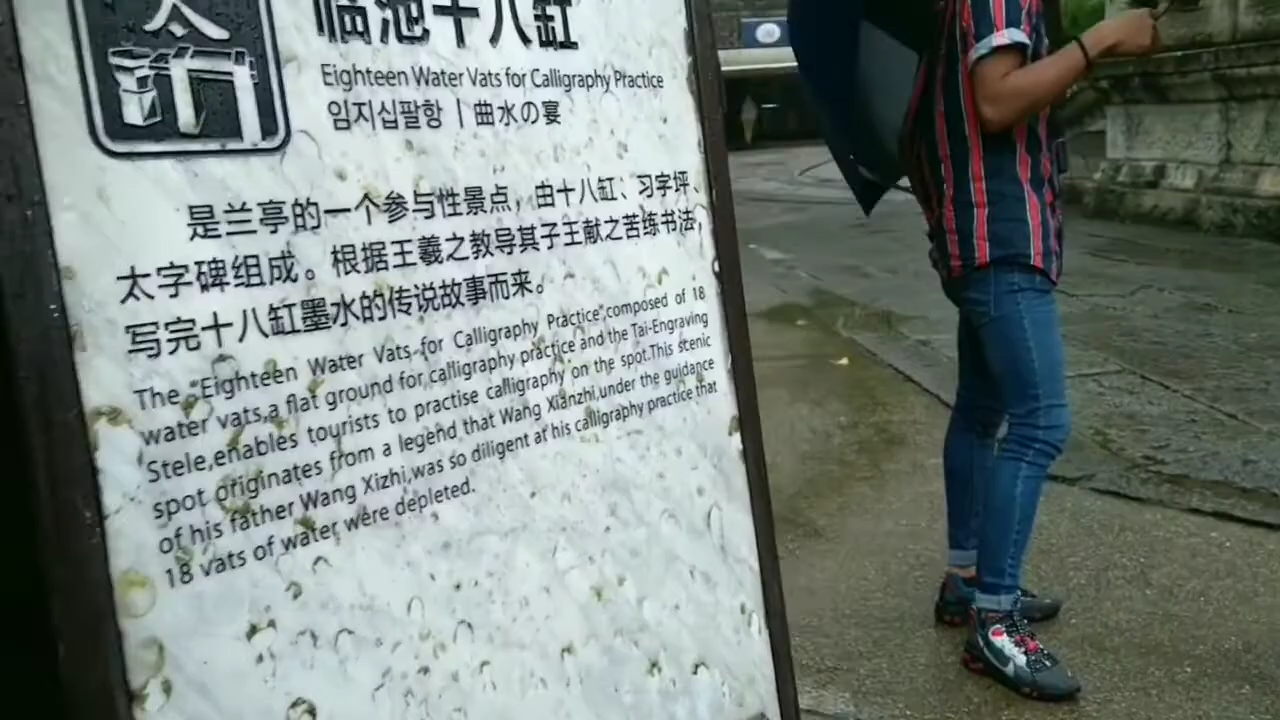 太
临池十八缸
Eighteen Water Vats for Calligraphy Practice
임지십팔항 | 曲水の宴
是兰亭的一个参与性景点，由十八缸、习字坪、
太字碑组成。根据王羲之教导其子王献之苦练书法，
写完十八缸墨水的传说故事而来。
The "Eighteen Water Vats for Calligraphy Practice",composed of 18
water vats,a flat ground for calligraphy practice and the Tai-Engraving
Stele,enables tourists to practise calligraphy on the spot.This scenic
spot originates from a legend that Wang Xianzhi,under the guidance
of his father Wang Xizhi,was so diligent at his calligraphy practice that
18 vats of water were depleted.